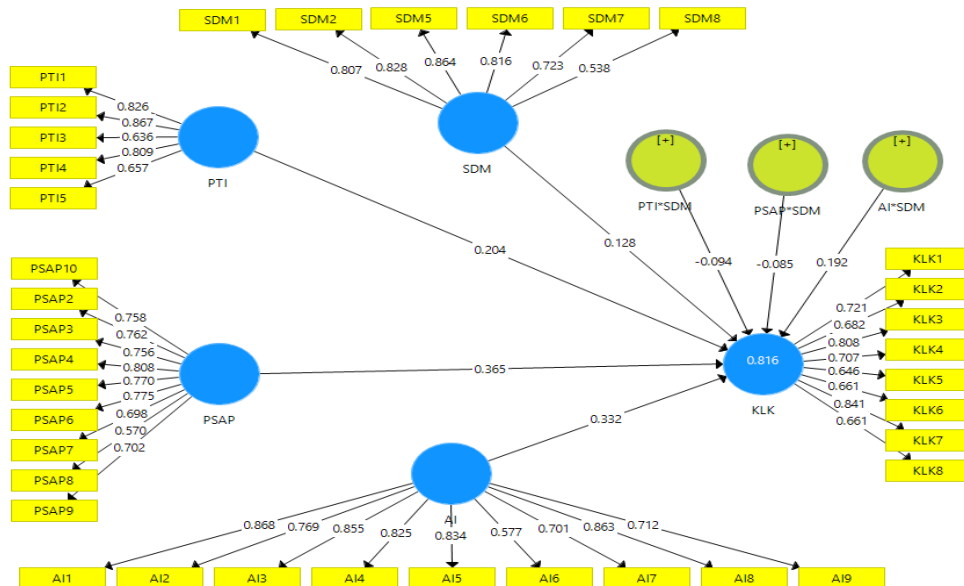 SDM1 SDM2 SDM5 SDM6 SDM7 SDM8
0.807 0.828 0.864 0.816 0.723 0.538
SDM
PTI1
PTI2
PTI3
PTI4
PTI5
0.826
0.867
0.636
0.809
0.657
PTI
[+] [+] [+]
PTI*SDM PSAP*SDM AI*SDM
0.204
0.128
-0.094 -0.085 0.192
PSAP10
PSAP2
PSAP3
PSAP4
PSAP5
PSAP6
PSAP7
PSAP8
PSAP9
0.758
0.762
0.756
0.808
0.770
0.775
0.698
0.570
0.702
PSAP
0.365
0.332
0.816
KLK
0.721
0.682
0.808
0.707
0.646
0.661
0.841
0.661
KLK1
KLK2
KLK3
KLK4
KLK5
KLK6
KLK7
KLK8
AI
0.868 0.769 0.855 0.825 0.834 0.577 0.701 0.863 0.712
AI1 AI2 AI3 AI4 AI5 AI6 AI7 AI8 AI9